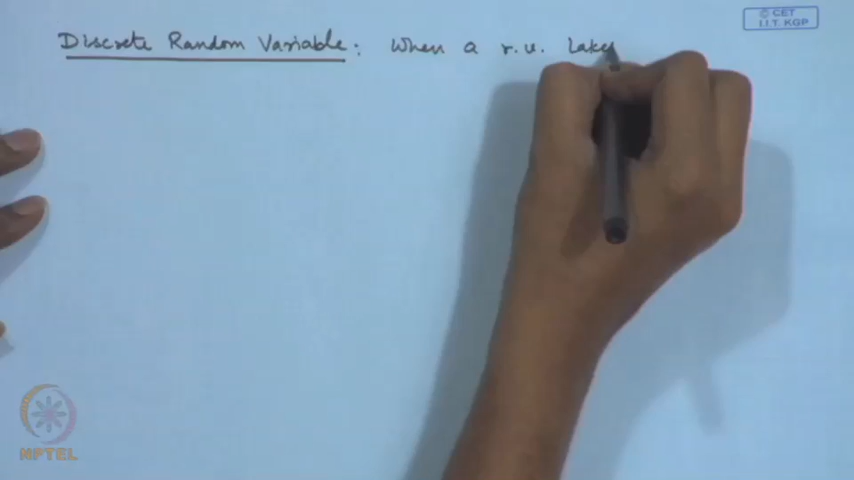 © CET
I.I.T. KGP
Discrete Random Variable: When a r.v. takes
NPTEL